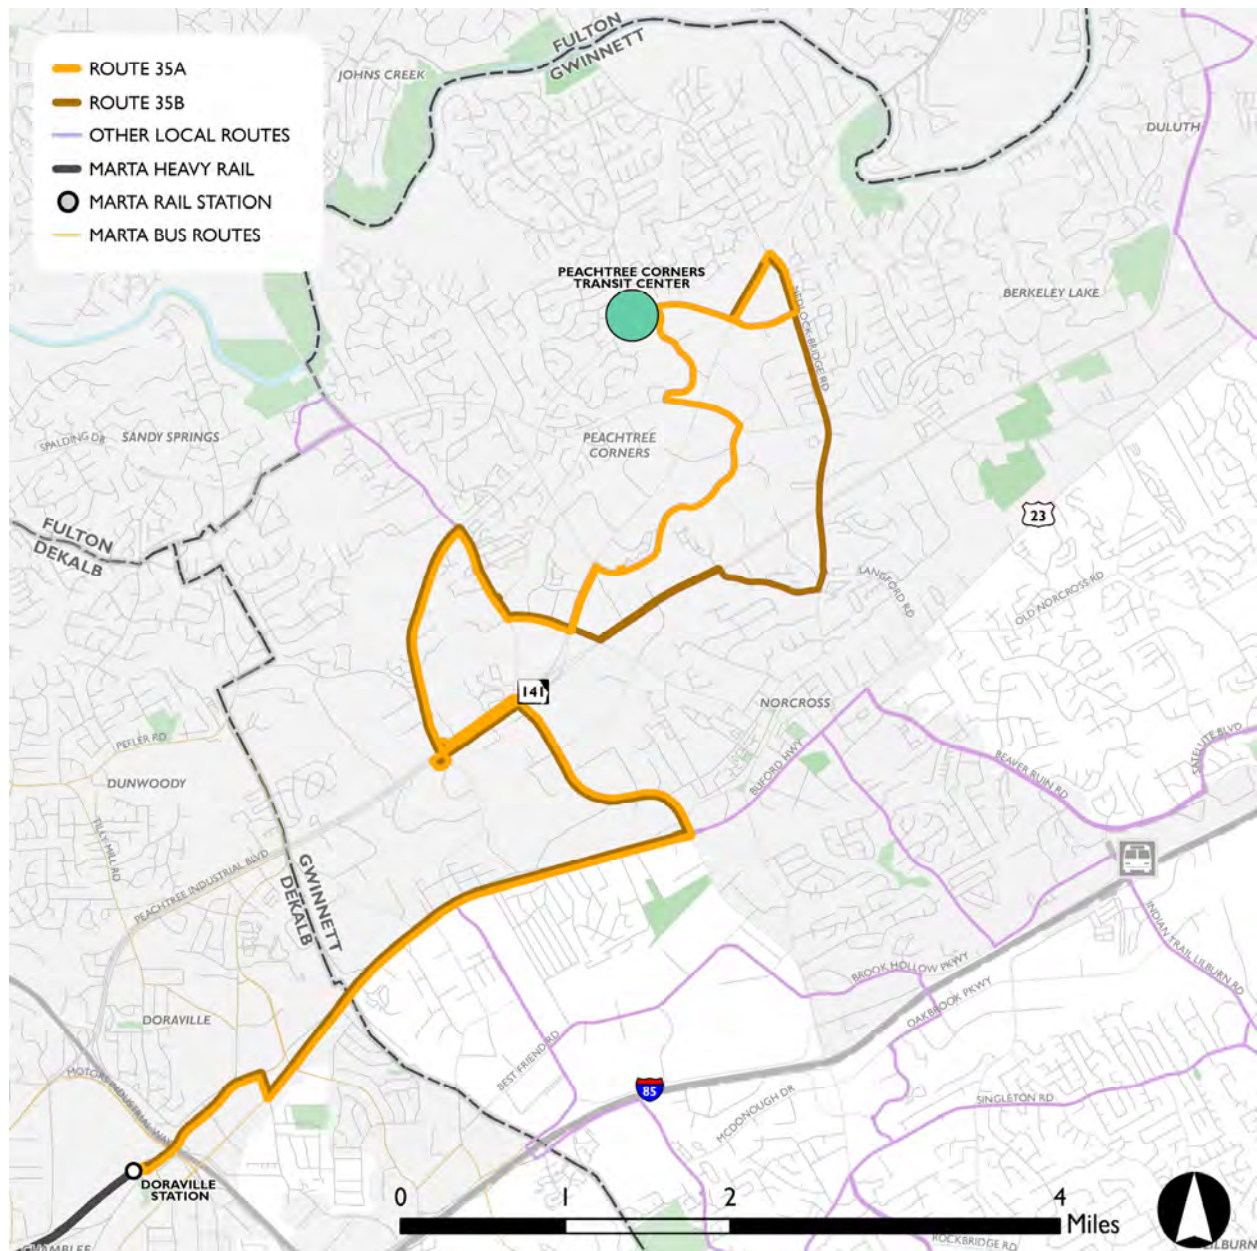 ROUTE 35A
ROUTE 35B
OTHER LOCAL ROUTES
MARTA HEAVY RAIL
MARTA RAIL STATION
MARTA BUS ROUTES
FULTON
GWINNETT
JOHNS CREEK
DULUTH
PEACHTREE CORNERS
TRANSIT CENTER
BERKELEY LAKE
MEDLOCK BRIDGE RD
SPALDING DR
SANDY SPRINGS
PEACHTREE
CORNERS
23
FULTON
DEKALB
LANGFORD RD
OLD NORCROSS RD
141
NORCROSS
PEELER RD
DUNWOODY
BUFORD HWY
BEAVER RUIN RD
SATELLITE BLVD
TILLY MILL RD
PEACHTREE INDUSTRIAL BLVD
GWINNETT
DEKALB
INDIAN TRAIL LILBURN RD
BROOK HOLLOW PKWY
OAKBROOK PKWY
DORAVILLE
BEST FRIEND RD
85
MCDONOUGH DR
SINGLETON RD
DORAVILLE
STATION
0 1 2 4
Miles
ROCKBRIDGE RD